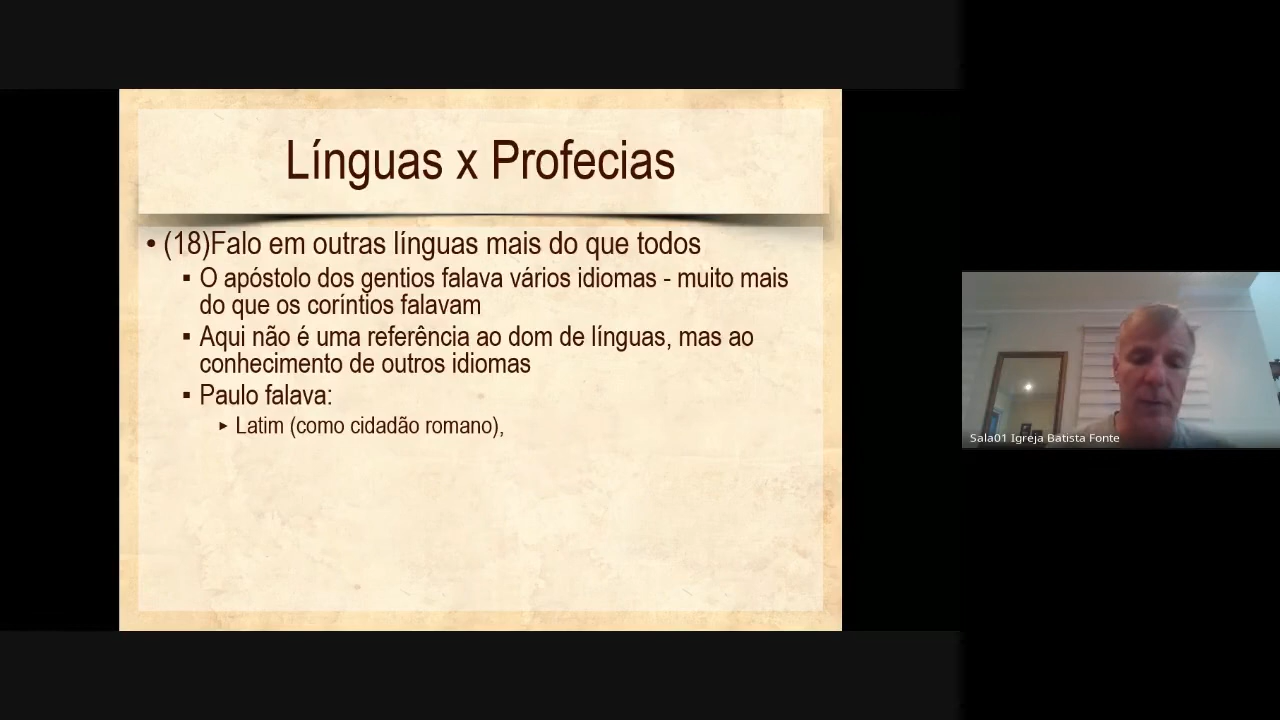 Línguas x Profecias
• (18)Falo em outras línguas mais do que todos
▪ O apóstolo dos gentios falava vários idiomas - muito mais
do que os coríntios falavam
▪ Aqui não é uma referência ao dom de línguas, mas ao
conhecimento de outros idiomas
▪ Paulo falava:
▸ Latim (como cidadão romano),
Sala01 Igreja Batista Fonte